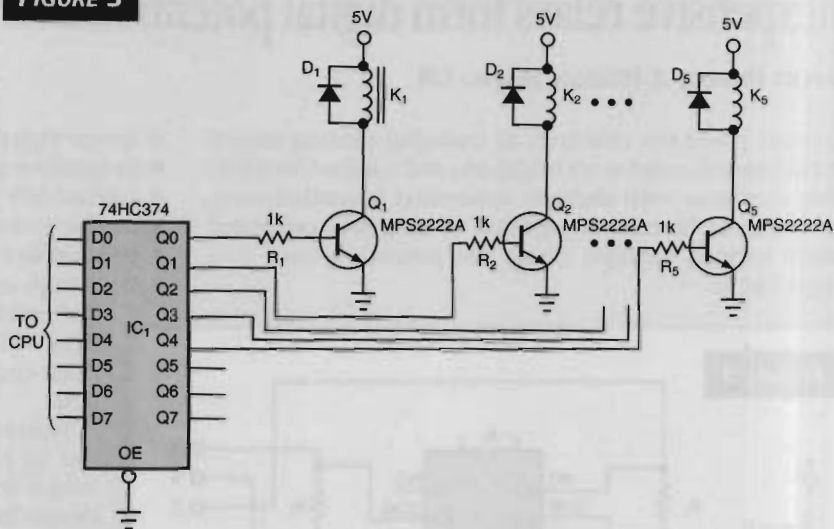 FIGURE 3
5V
5V
5V
D1
K1
D2
K2
D5
K5
Q1
MPS2222A
Q2
MPS2222A
Q5
MPS2222A
74HC374
1k
R1
1k
R2
1k
R5
TO
CPU
D0
D1
D2
D3
D4
D5
D6
D7
IC1
Q0
Q1
Q2
Q3
Q4
Q5
Q6
Q7
OE